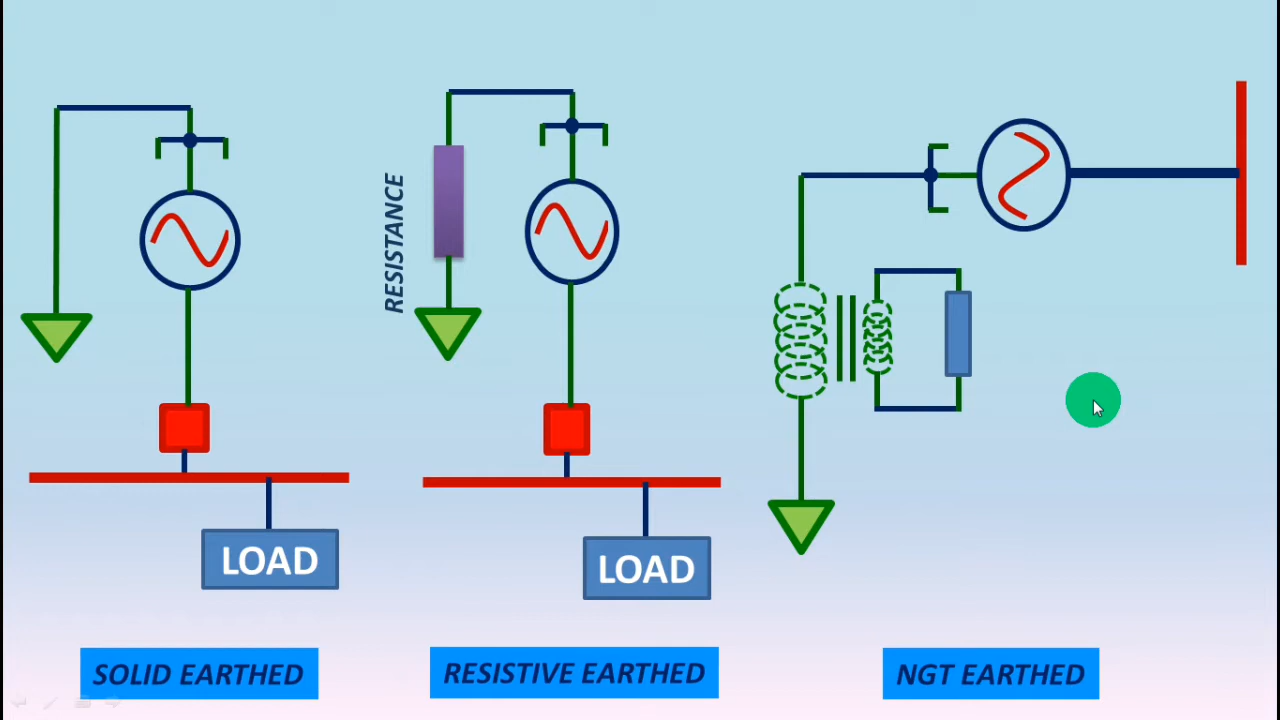 RESISTANCE
LOAD
LOAD
SOLID EARTHED
RESISTIVE EARTHED
NGT EARTHED